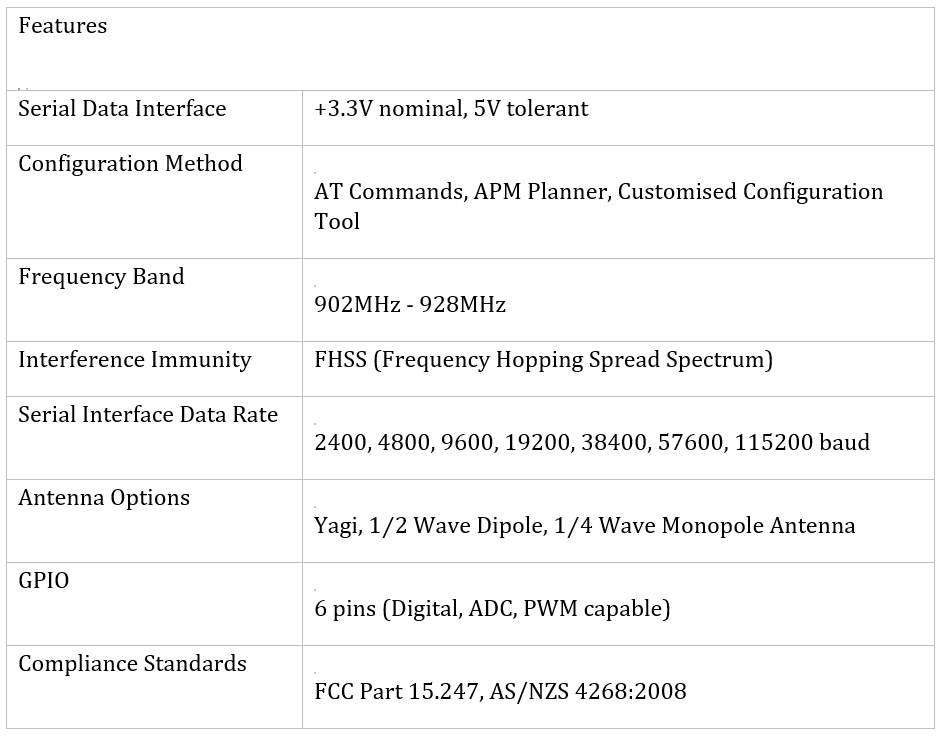 Features
Serial Data Interface
+3.3V nominal, 5V tolerant
Configuration Method
AT Commands, APM Planner, Customised Configuration
Tool
Frequency Band
902MHz - 928MHz
Interference Immunity
FHSS (Frequency Hopping Spread Spectrum)
Serial Interface Data Rate
2400, 4800, 9600, 19200, 38400, 57600, 115200 baud
Antenna Options
Yagi, 1/2 Wave Dipole, 1/4 Wave Monopole Antenna
GPIO
6 pins (Digital, ADC, PWM capable)
Compliance Standards
FCC Part 15.247, AS/NZS 4268:2008